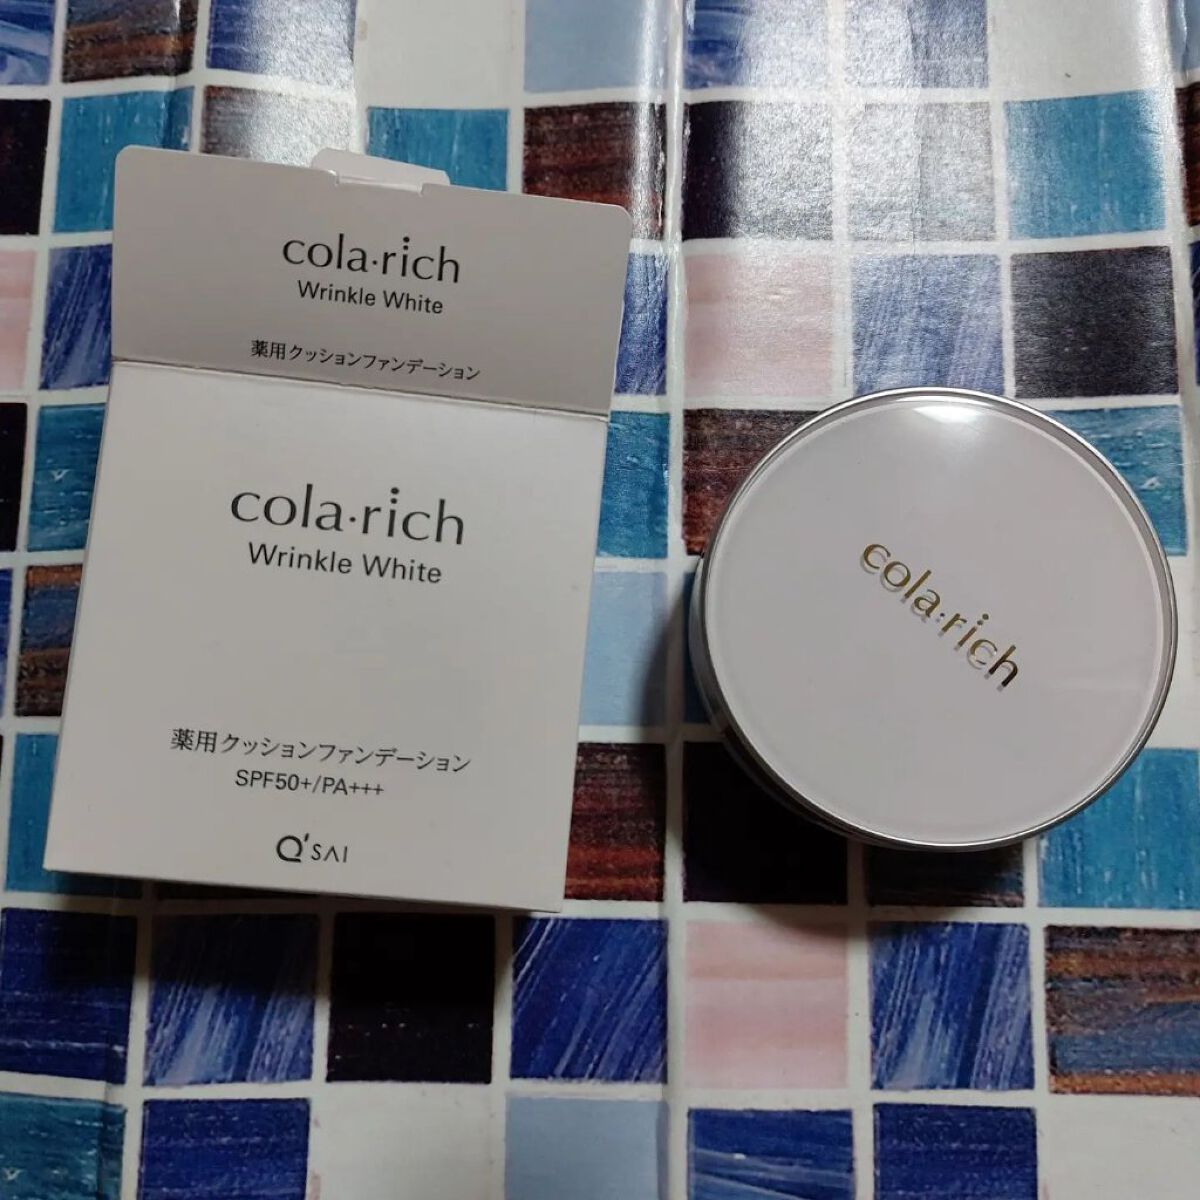 cola·rich
Wrinkle White
薬用クッションファンデーション
cola·rich
Wrinkle White
薬用クッションファンデーション
SPF50+/PA+++
Q'SAI
cola·rich